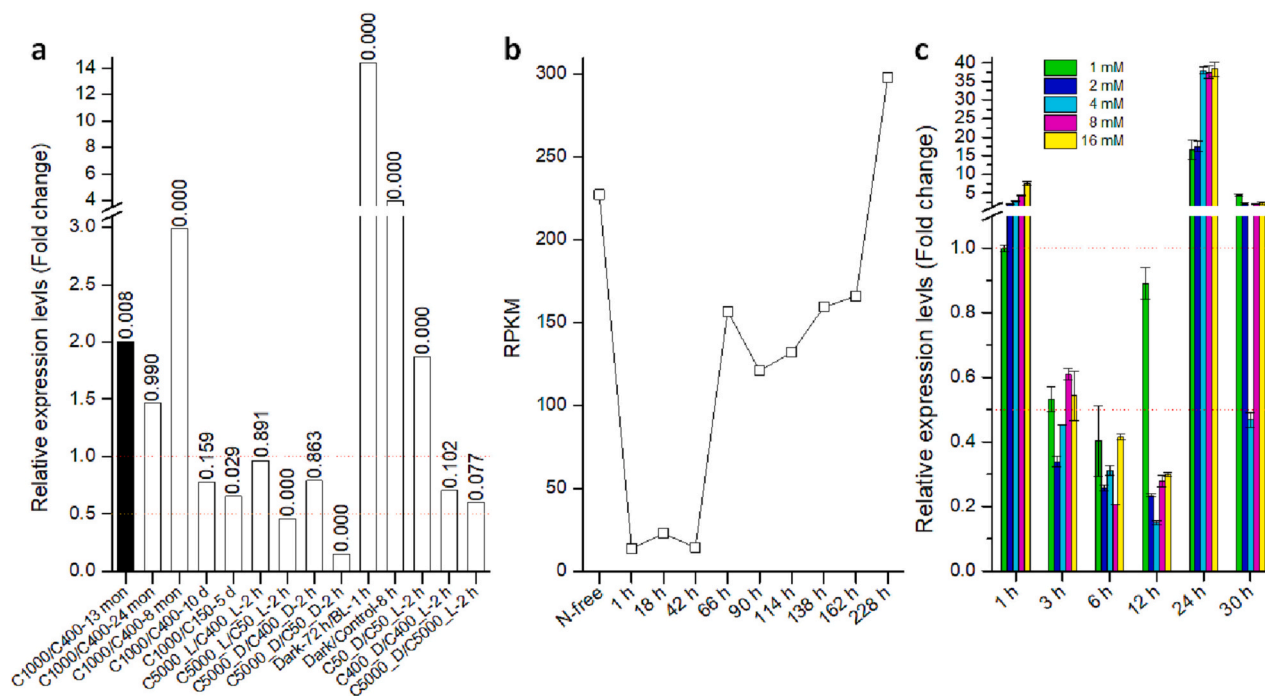 a
Relative expression levels (Fold change)
14
12
10
8
6
4
3.0
2.5
2.0
1.5
1.0
0.5
0.0
0.008
0.990
0.000
0.159
0.029
0.891
0.000
0.863
0.000
0.000
0.000
0.000
0.102
0.077
C1000/C400-13 mon
C1000/C400-24 mon
C1000/C400-8 mon
C1000/C400-10 d
C1000/C150-5 d
C5000_L/C400_L-2 h
C5000_L/C50_L-2 h
C5000_D/C400_D-2 h
C5000_D/C50_D-2 h
Dark-72 h/BL-1 h
Dark/Control-8 h
C50_D/C50_L-2 h
C400_D/C400_L-2 h
C5000_D/C5000_L-2 h
b
RPKM
300
250
200
150
100
50
0
N-free
1 h
18 h
42 h
66 h
90 h
114 h
138 h
162 h
228 h
c
Relative expression levls (Fold change)
40
35
30
25
20
15
10
5
1.0
0.8
0.6
0.4
0.2
0.0
1 mM
2 mM
4 mM
8 mM
16 mM
1 h
3 h
6 h
12 h
24 h
30 h